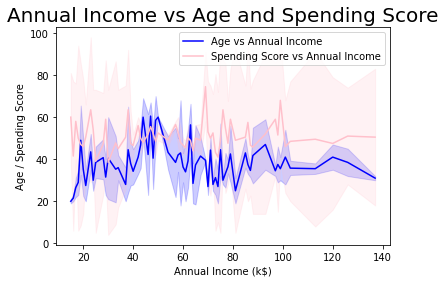 Annual Income vs Age and Spending Score
Age vs Annual Income
Spending Score vs Annual Income
100
80
60
40
20
0
Age / Spending Score
20 40 60 80 100 120 140
Annual Income (k$)